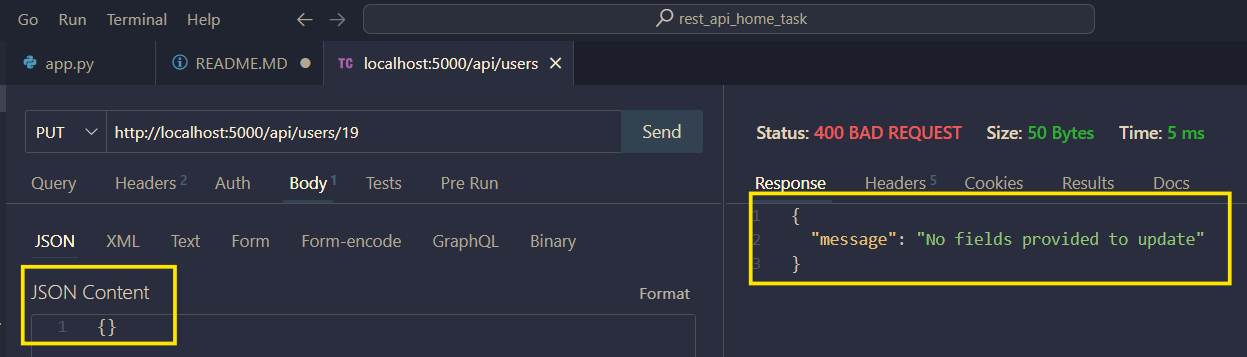 Go Run Terminal Help rest_api_home_task
app.py README.MD TC localhost:5000/api/users
PUT http://localhost:5000/api/users/19 Send
Status: 400 BAD REQUEST Size: 50 Bytes Time: 5 ms
Query Headers 2 Auth Body 1 Tests Pre Run
Response Headers 5 Cookies Results Docs
JSON XML Text Form Form-encode GraphQL Binary
1 {
2 "message": "No fields provided to update"
3 }
JSON Content Format
1 {}